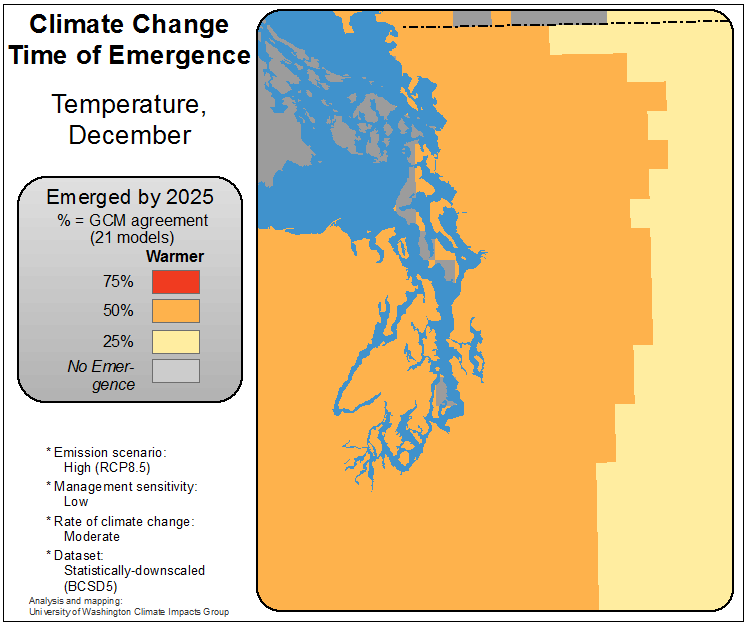 Climate Change
Time of Emergence
Temperature,
December
Emerged by 2025
% = GCM agreement
(21 models)
Warmer
75%
50%
25%
No Emer-
gence
* Emission scenario:
High (RCP8.5)
* Management sensitivity:
Low
* Rate of climate change:
Moderate
* Dataset:
Statistically-downscaled
(BCSD5)
Analysis and mapping:
University of Washington Climate Impacts Group